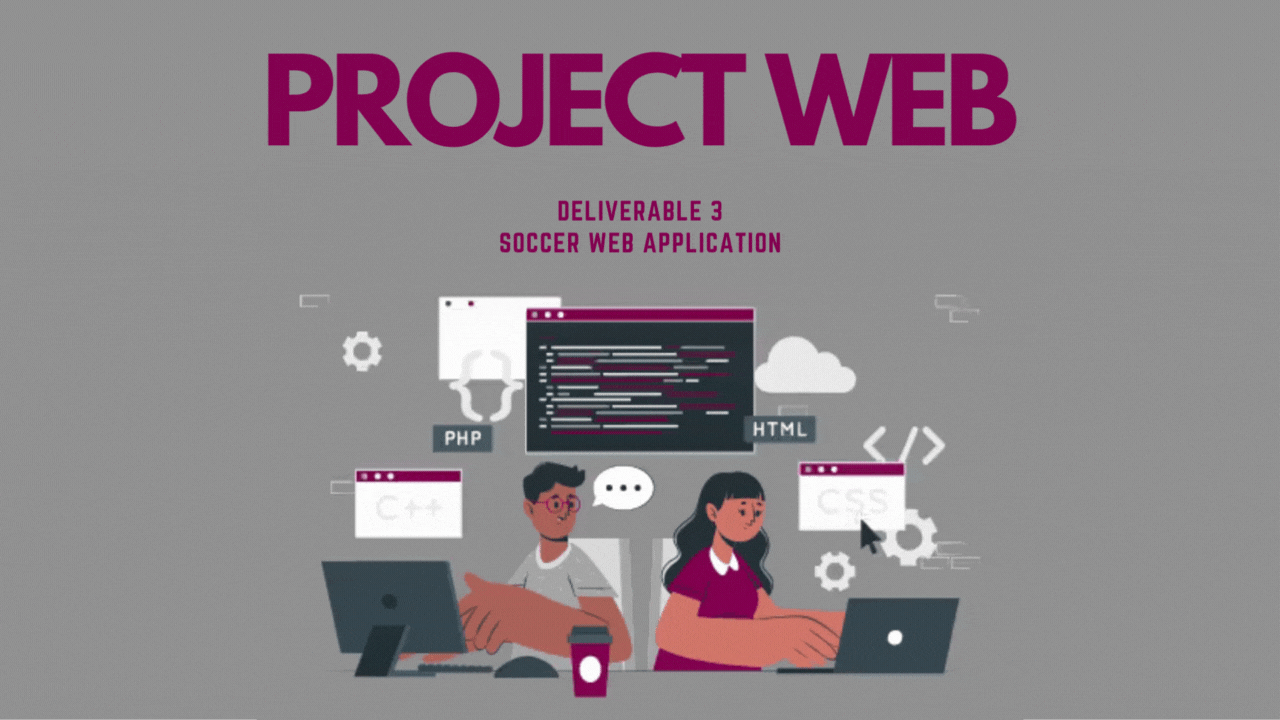 PROJECT WEB
DELIVERABLE 3
SOCCER WEB APPLICATION
PHP
HTML
C++
CSS